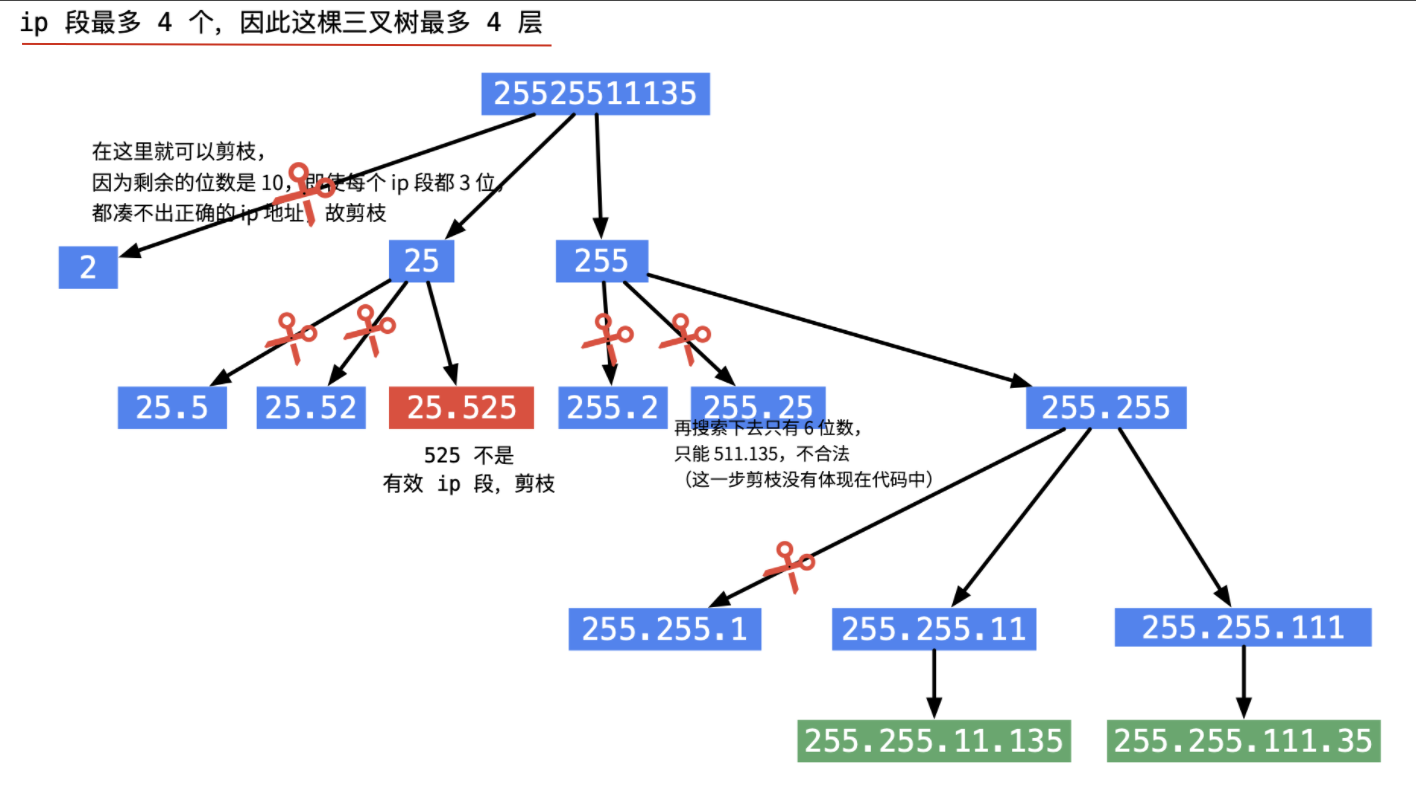 ip 段最多 4 个，因此这棵三叉树最多 4 层
25525511135
在这里就可以剪枝，
因为剩余的位数是 10，即使每个 ip 段都 3 位，
都凑不出正确的 ip 地址，故剪枝
2
25
255
25.5
25.52
25.525
255.2
255.25
255.255
525 不是
有效 ip 段，剪枝
再搜索下去只有 6 位数，
只能 511.135，不合法
（这一步剪枝没有体现在代码中）
255.255.1
255.255.11
255.255.111
255.255.11.135
255.255.111.35